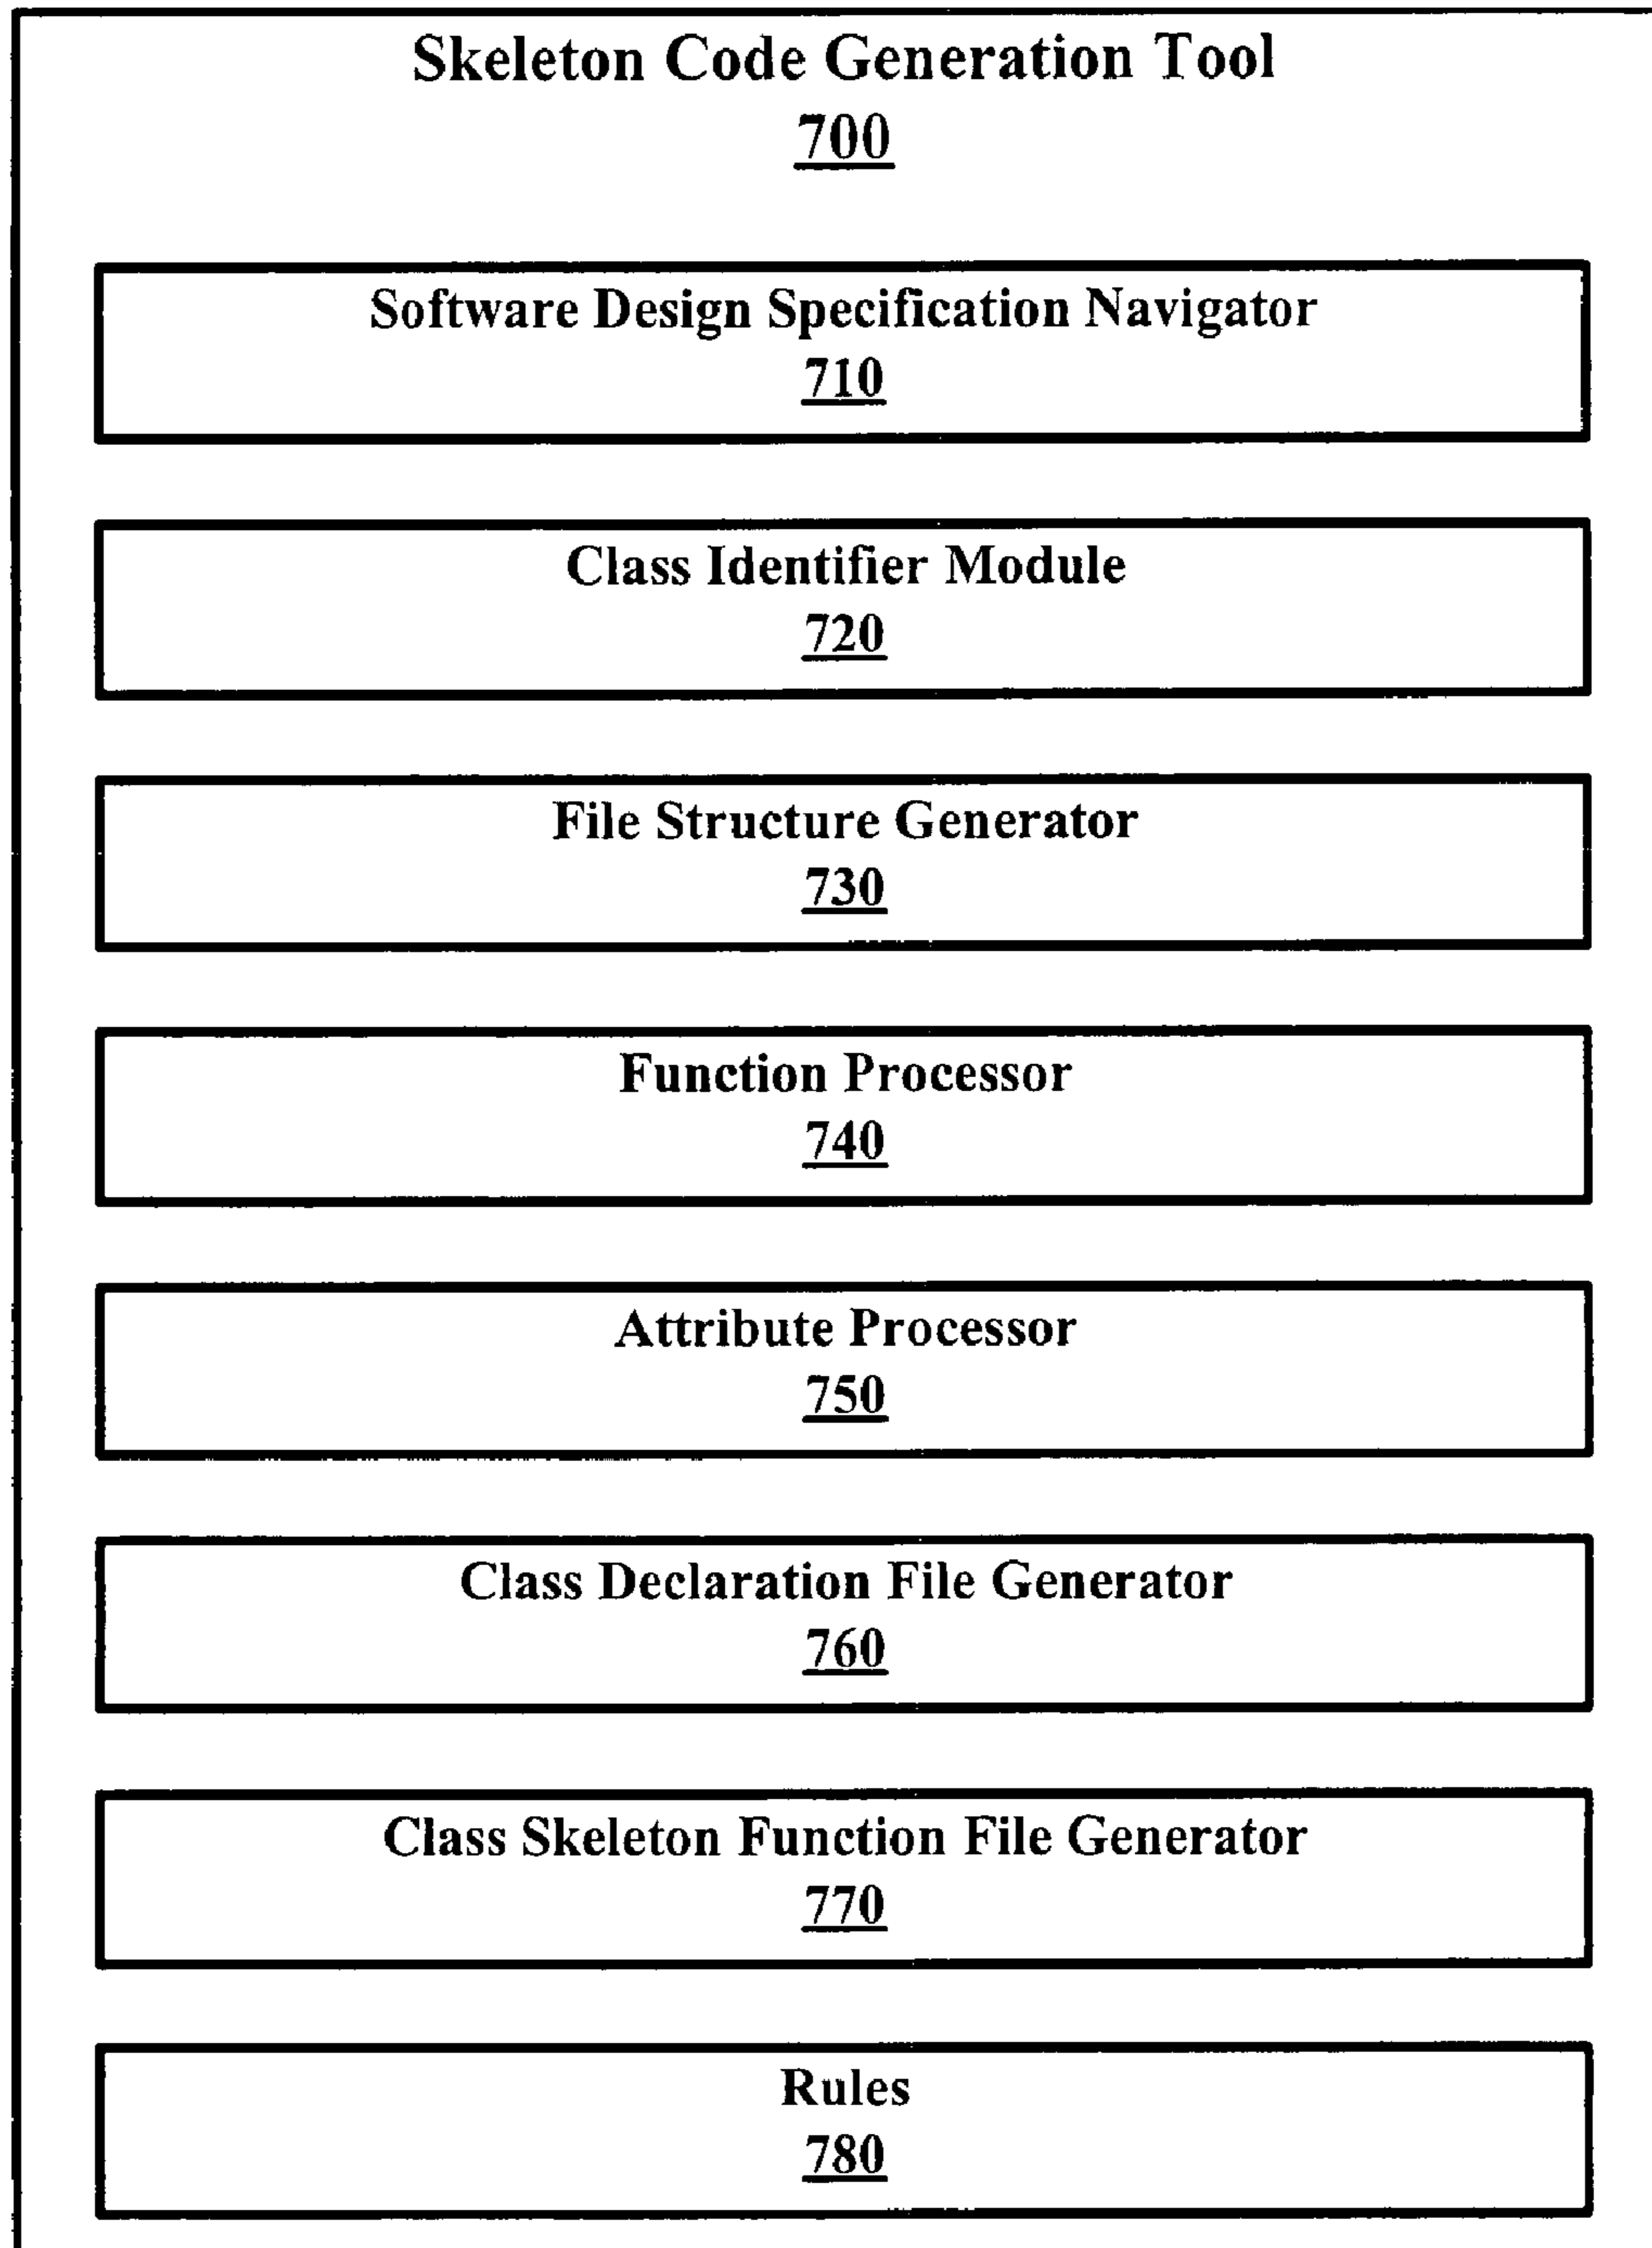 Skeleton Code Generation Tool
700
Software Design Specification Navigator
710
Class Identifier Module
720
File Structure Generator
730
Function Processor
740
Attribute Processor
750
Class Declaration File Generator
760
Class Skeleton Function File Generator
770
Rules
780